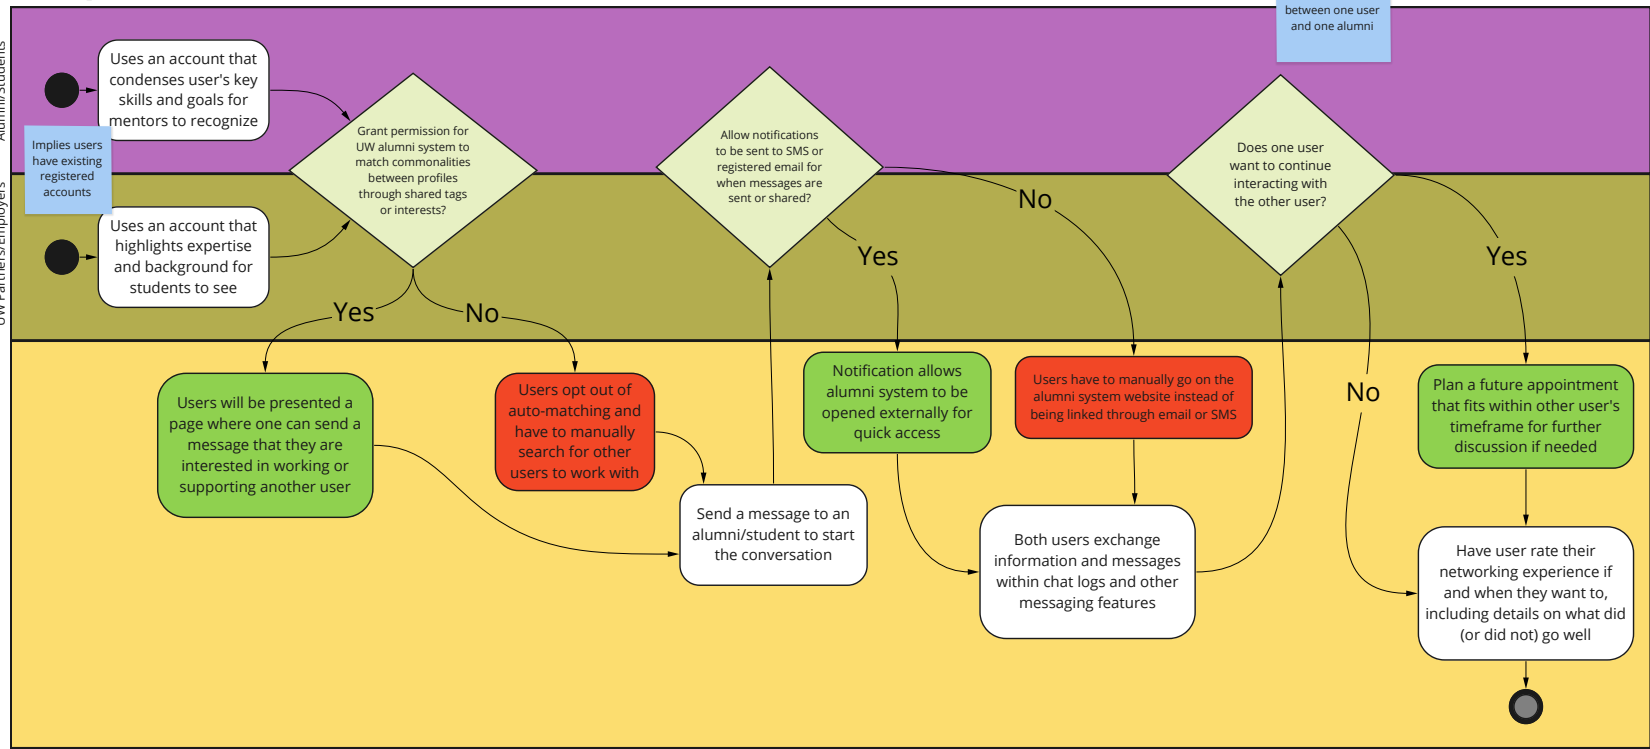 between one user
and one alumni
Alumni/Students
Uses an account that
condenses user's key
skills and goals for
mentors to recognize
Implies users
have existing
registered
accounts
UW Partners/Employers
Uses an account that
highlights expertise
and background for
students to see
Grant permission for
UW alumni system to
match commonalities
between profiles
through shared tags
or interests?
Yes
No
Users will be presented a
page where one can send a
message that they are
interested in working or
supporting another user
Users opt out of
auto-matching and
have to manually
search for other
users to work with
Send a message to an
alumni/student to start
the conversation
Allow notifications
to be sent to SMS or
registered email for
when messages are
sent or shared?
Yes
No
Notification allows
alumni system to be
opened externally for
quick access
Users have to manually go on the
alumni system website instead of
being linked through email or SMS
Both users exchange
information and messages
within chat logs and other
messaging features
Does one user
want to continue
interacting with
the other user?
Yes
No
Plan a future appointment
that fits within other user's
timeframe for further
discussion if needed
Have user rate their
networking experience if
and when they want to,
including details on what did
(or did not) go well